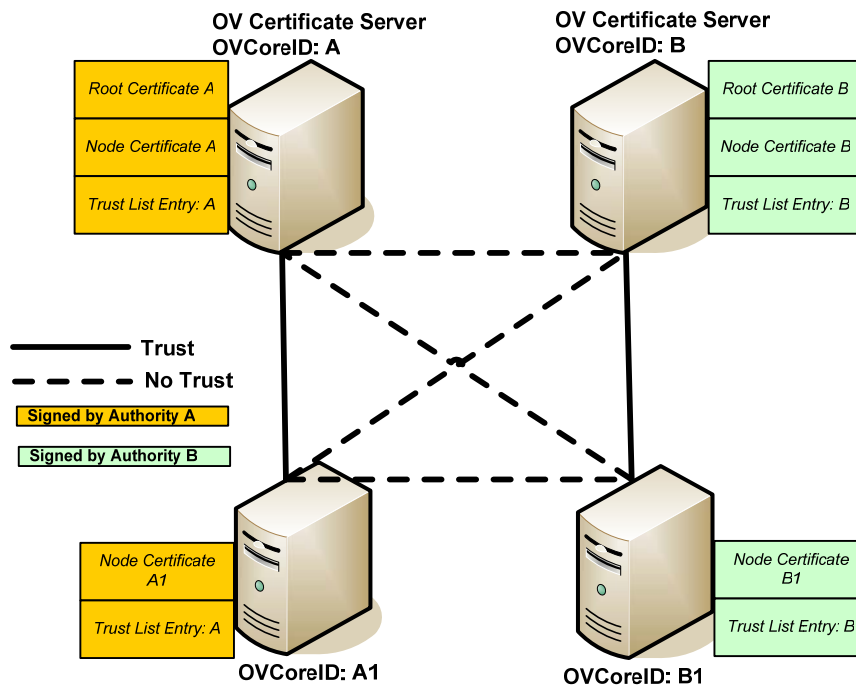 OV Certificate Server
OVCoreID: A
OV Certificate Server
OVCoreID: B
Root Certificate A
Node Certificate A
Trust List Entry: A
Root Certificate B
Node Certificate B
Trust List Entry: B
Trust
No Trust
Signed by Authority A
Signed by Authority B
Node Certificate
A1
Trust List Entry: A
Node Certificate
B1
Trust List Entry: B
OVCoreID: A1
OVCoreID: B1